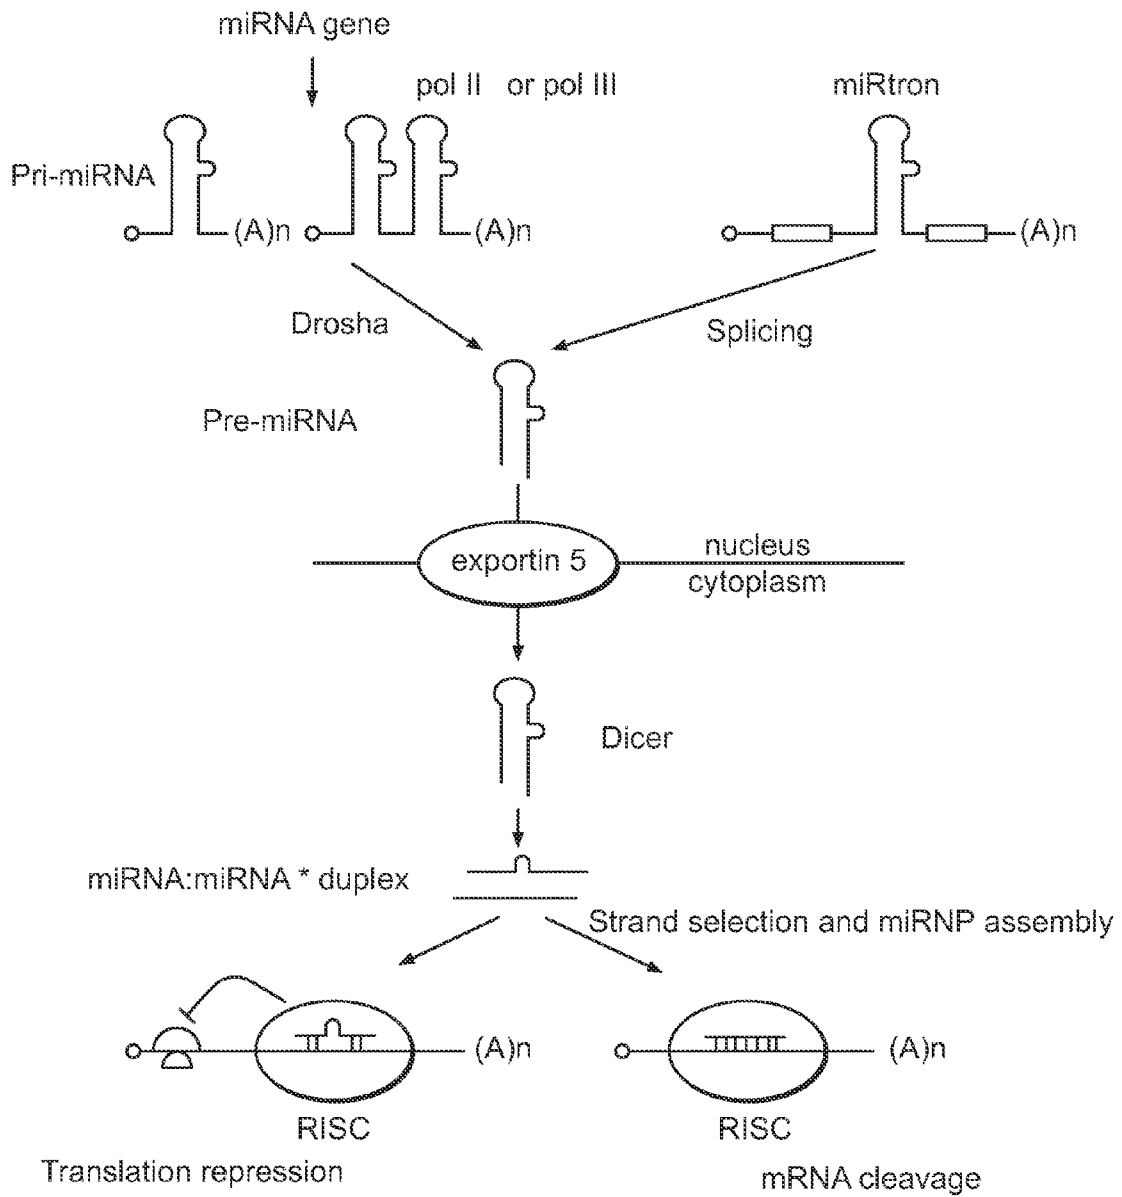 miRNA gene
pol II or pol III
miRtron
Pri-miRNA
(A)n
(A)n
(A)n
Drosha
Splicing
Pre-miRNA
exportin 5
nucleus
cytoplasm
Dicer
miRNA:miRNA * duplex
Strand selection and miRNP assembly
(A)n
(A)n
RISC
RISC
Translation repression
mRNA cleavage